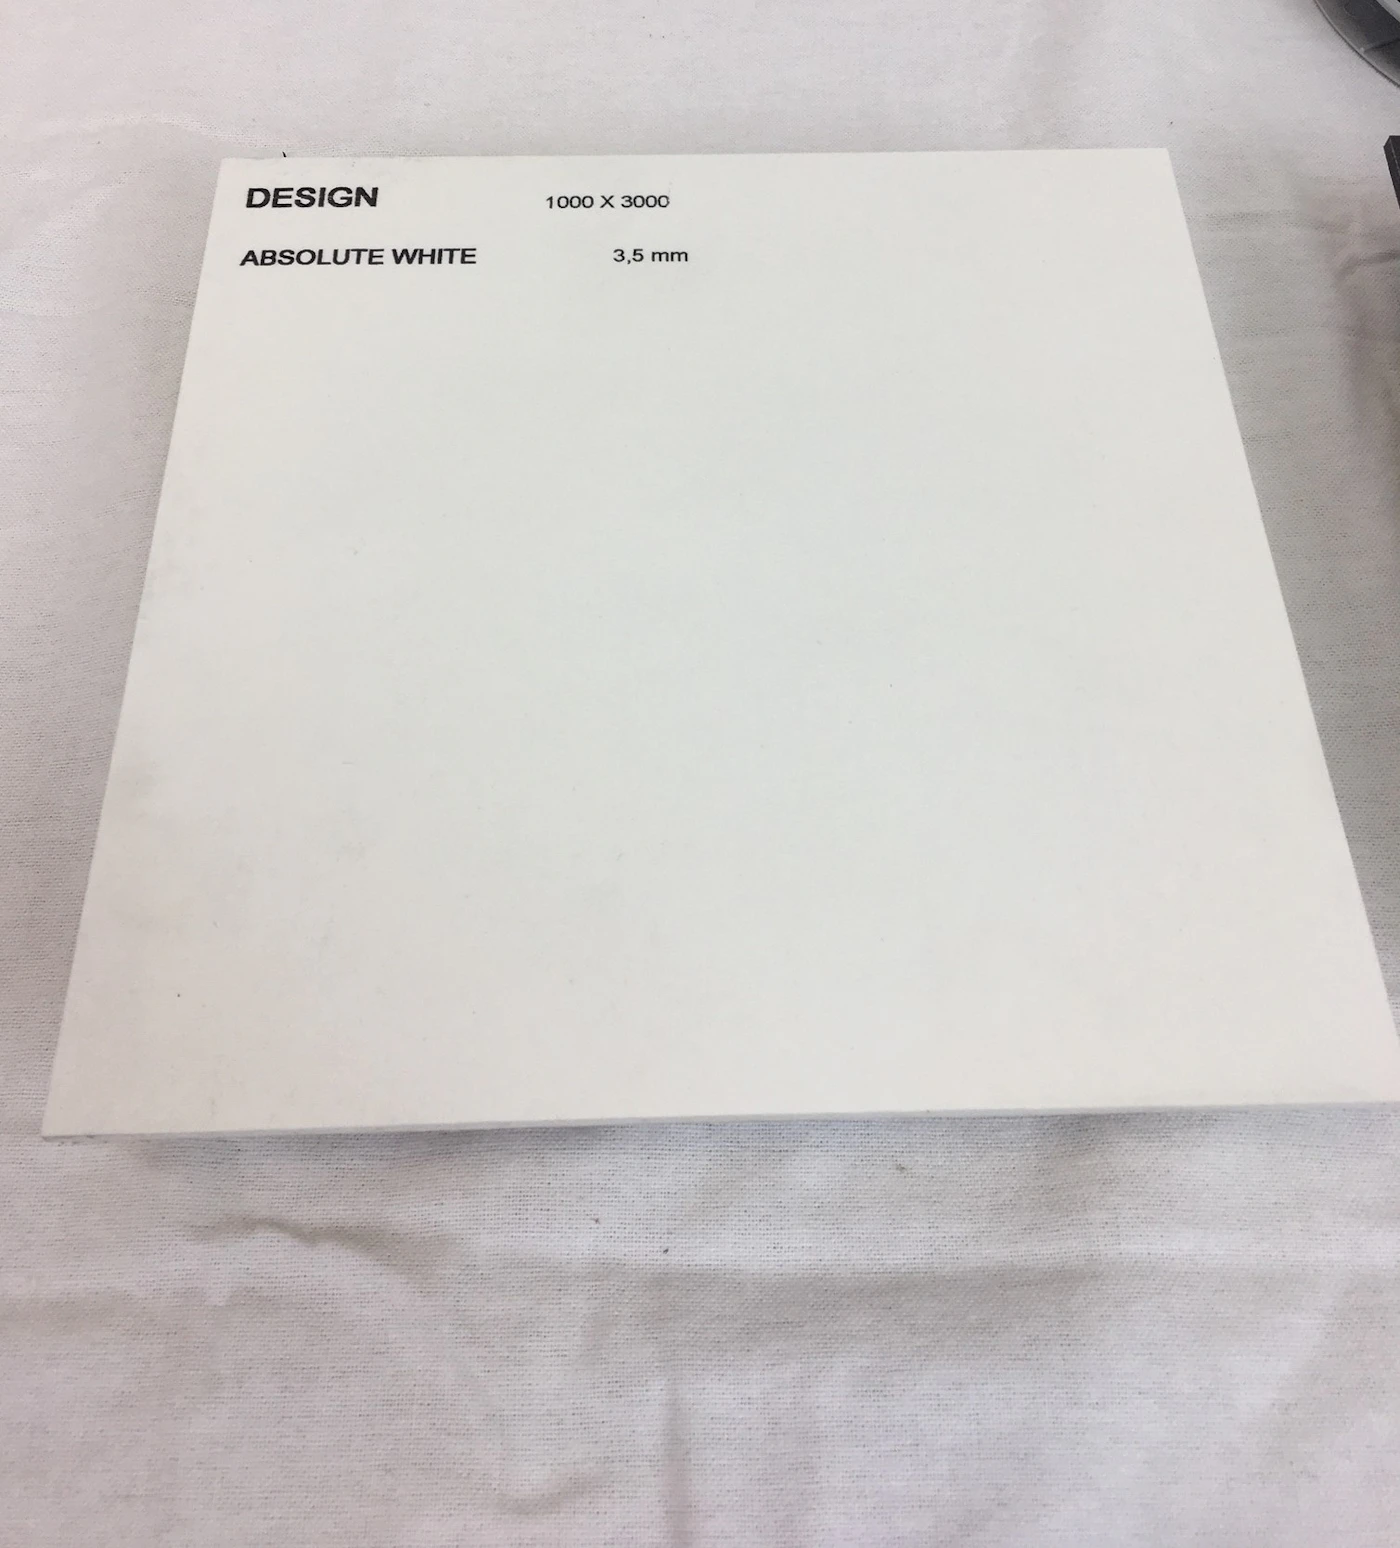 DESIGN 1000 X 3000
ABSOLUTE WHITE 3,5 mm